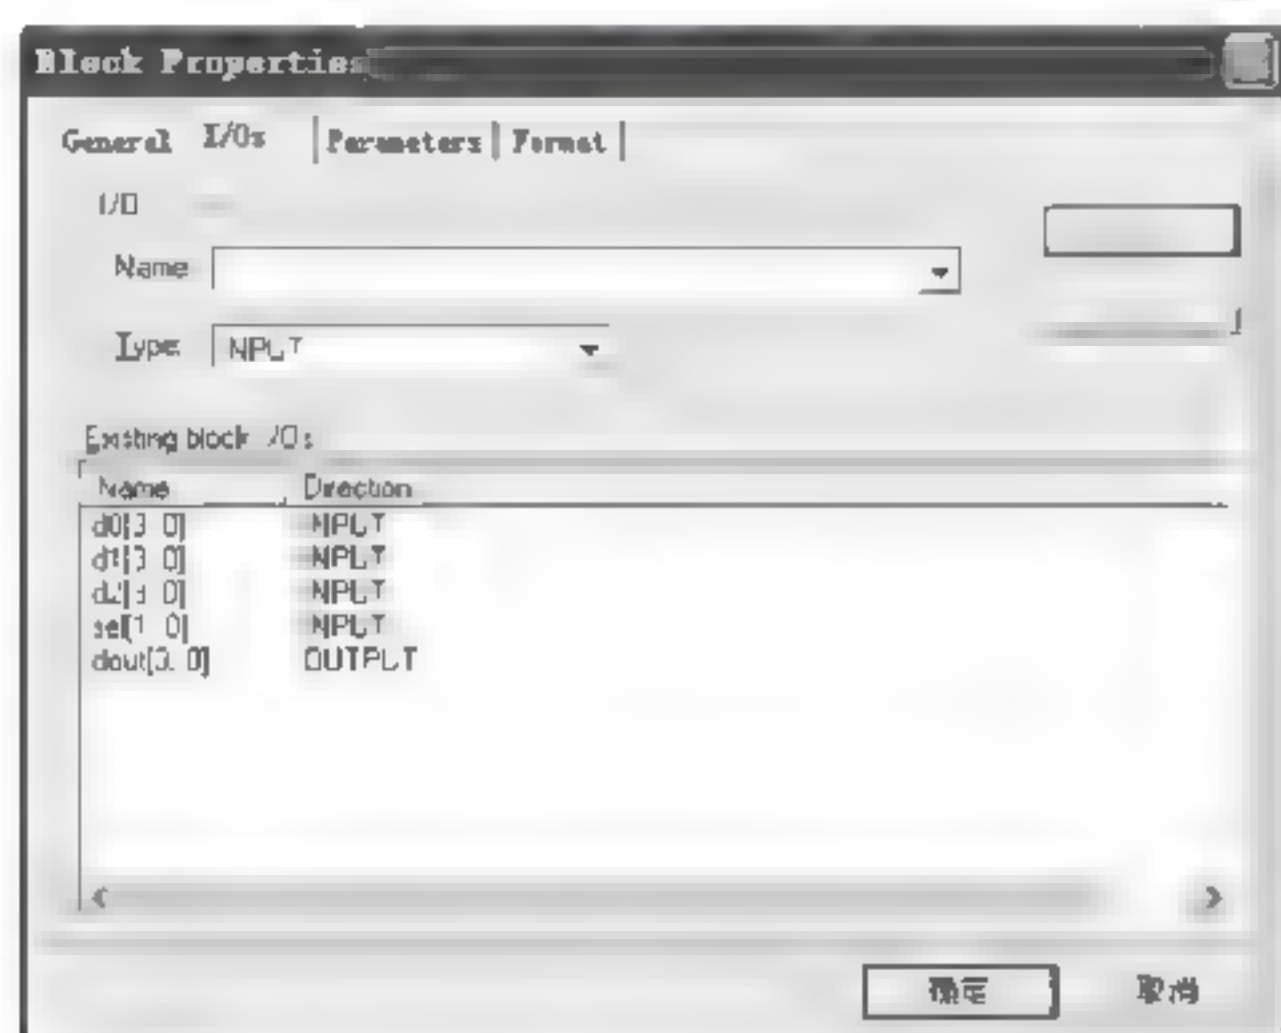 Block Properties
General I/Os Parameters Format
I/O
Name
Type: INPUT
Existing block I/Os
Name Direction
d0[3..0] INPUT
d1[3..0] INPUT
d2[3..0] INPUT
sel[1..0] INPUT
dout[3..0] OUTPUT
确定 取消